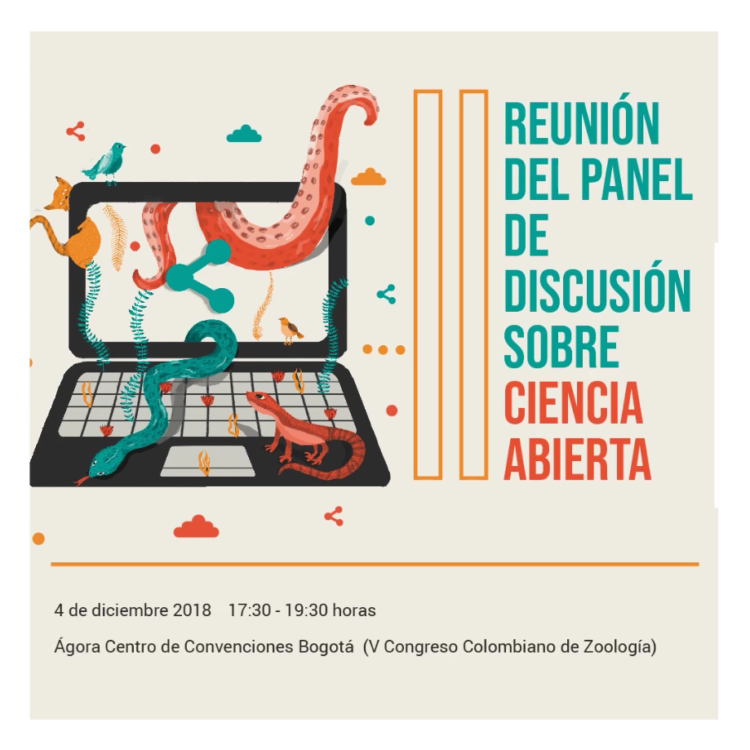 II
REUNIÓN
DEL PANEL
DE
DISCUSIÓN
SOBRE
CIENCIA
ABIERTA
4 de diciembre 2018 17:30 - 19:30 horas
Ágora Centro de Convenciones Bogotá (V Congreso Colombiano de Zoología)